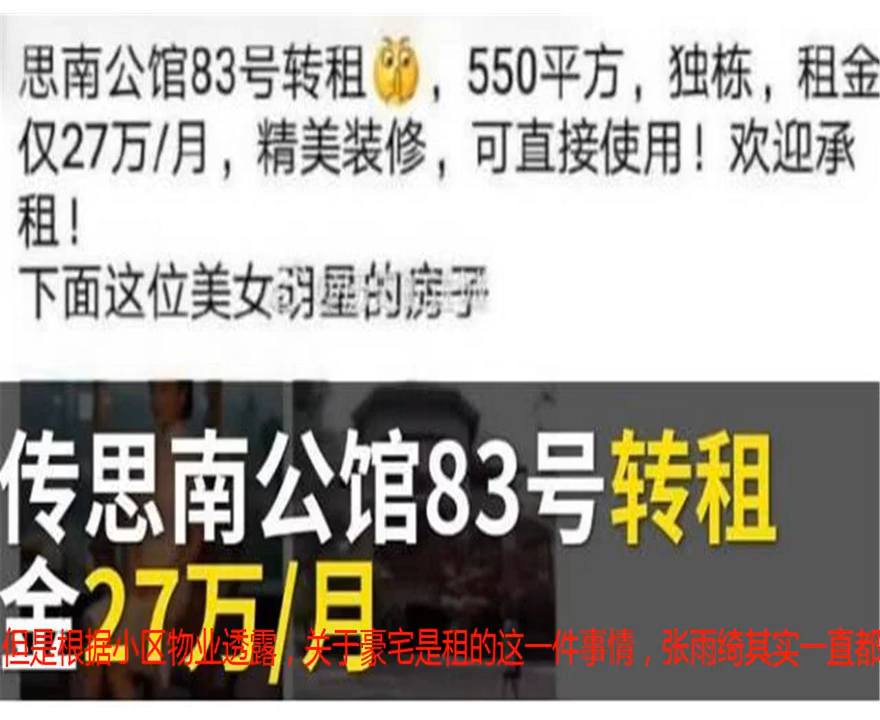 思南公馆83号转租🫣，550平方，独栋，租金
仅27万/月，精美装修，可直接使用！欢迎承
租！
下面这位美女明星的房子
传思南公馆83号转租
金27万/月
但是根据小区物业透露，关于豪宅是租的这一件事情，张雨绮其实一直都